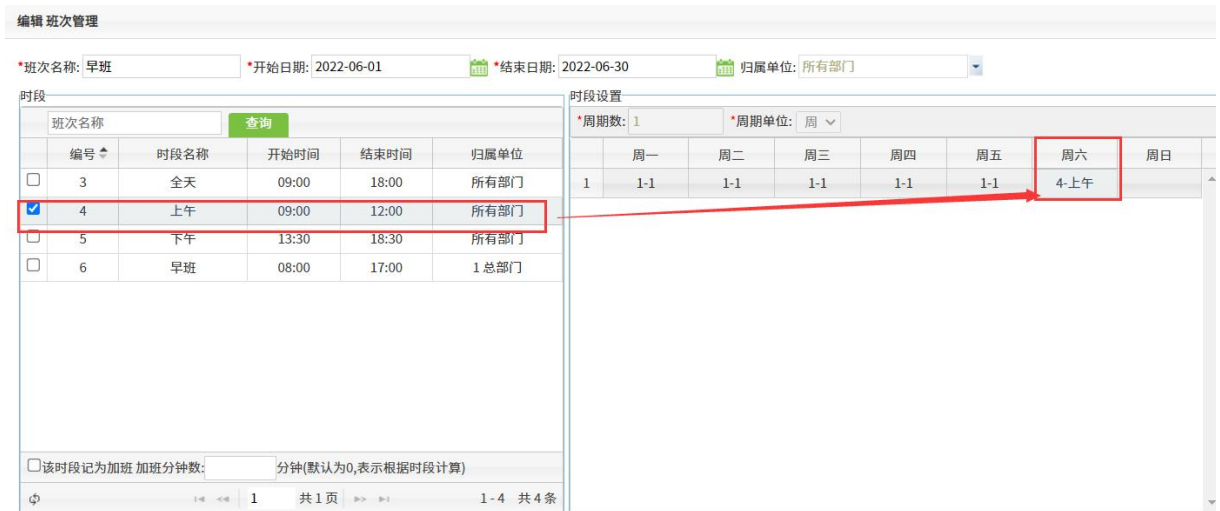 编辑 班次管理
*班次名称: 早班 *开始日期: 2022-06-01 *结束日期: 2022-06-30 归属单位: 所有部门
时段 时段设置
班次名称 查询 *周期数: 1 *周期单位: 周
编号 时段名称 开始时间 结束时间 归属单位 周一 周二 周三 周四 周五 周六 周日
3 全天 09:00 18:00 所有部门 1 1-1 1-1 1-1 1-1 1-1 4-上午
4 上午 09:00 12:00 所有部门
5 下午 13:30 18:30 所有部门
6 早班 08:00 17:00 1 总部门
该时段记为加班 加班分钟数: 分钟(默认为0,表示根据时段计算)
1 共 1 页 1 - 4 共 4 条